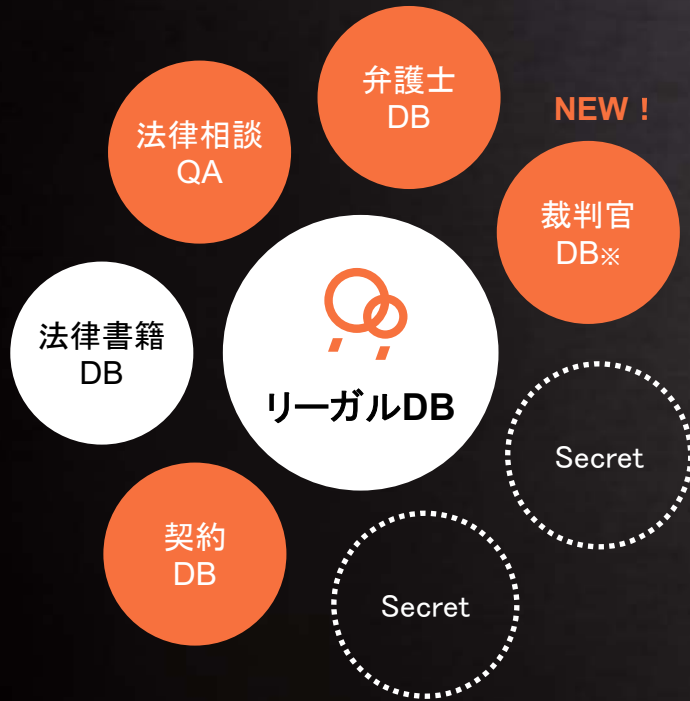 弁護士
DB
NEW！
法律相談
QA
裁判官
DB※
法律書籍
DB
リーガルDB
Secret
契約
DB
Secret